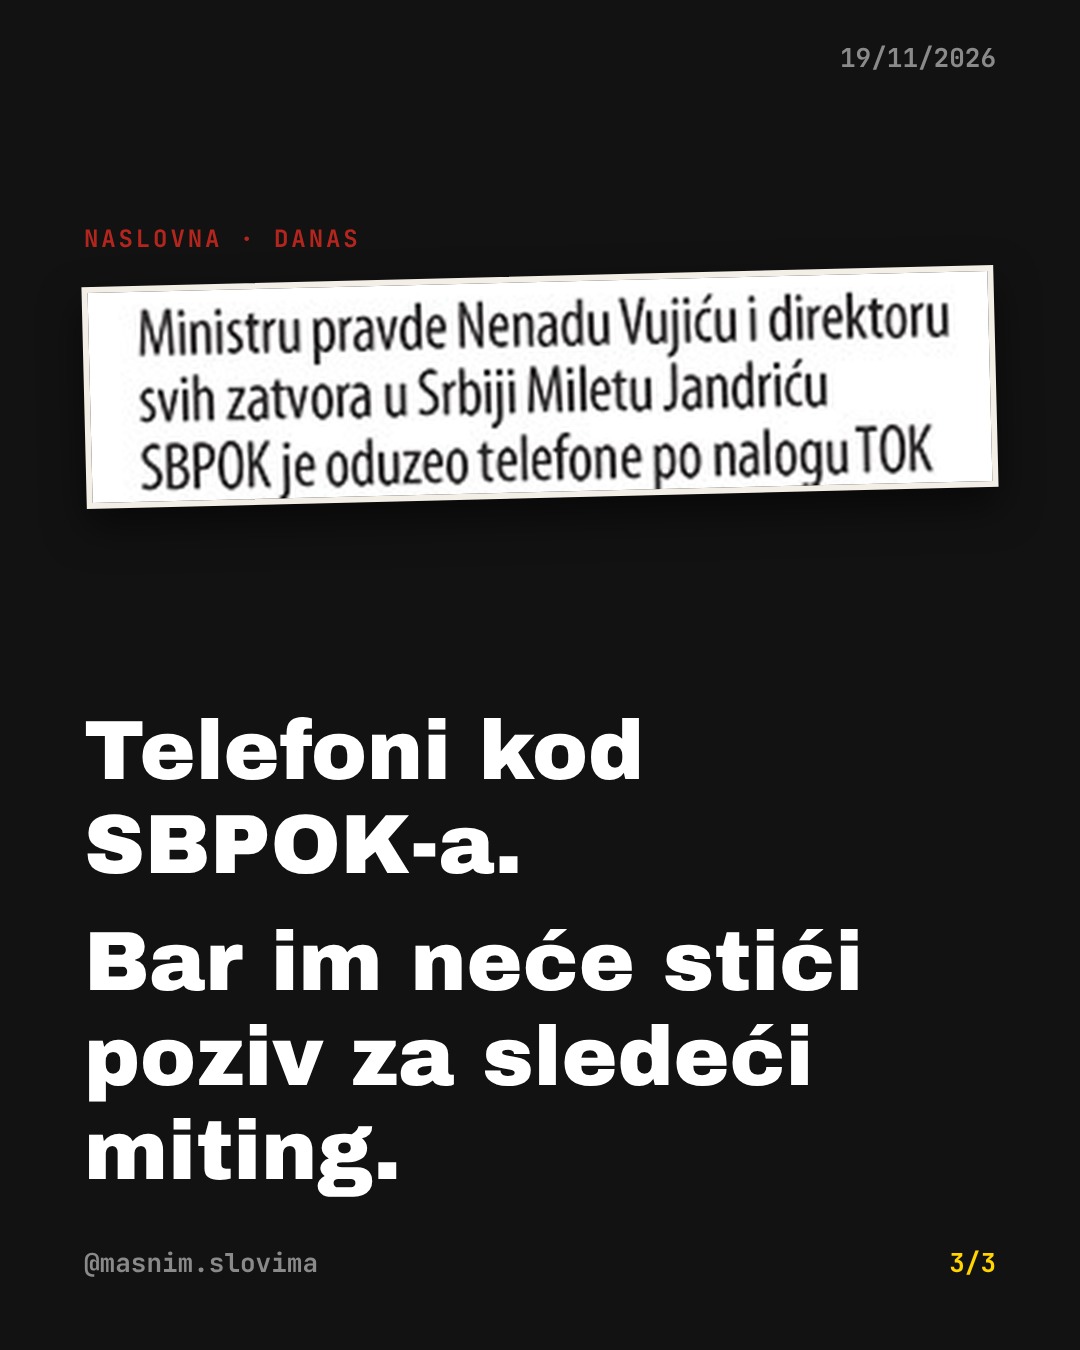 19/11/2026
NASLOVNA · DANAS
Ministru pravde Nenadu Vujiću i direktoru
svih zatvora u Srbiji Miletu Jandriću
SBPOK je oduzeo telefone po nalogu TOK
Telefoni kod
SBPOK-a.
Bar im neće stići
poziv za sledeći
miting.
@masnim.slovima
3/3